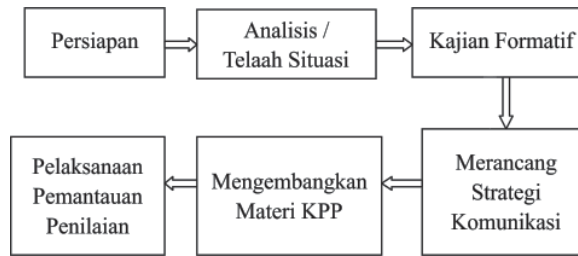 Persiapan
Analisis /
Telaah Situasi
Kajian Formatif
Merancang
Strategi
Komunikasi
Mengembangkan
Materi KPP
Pelaksanaan
Pemantauan
Penilaian